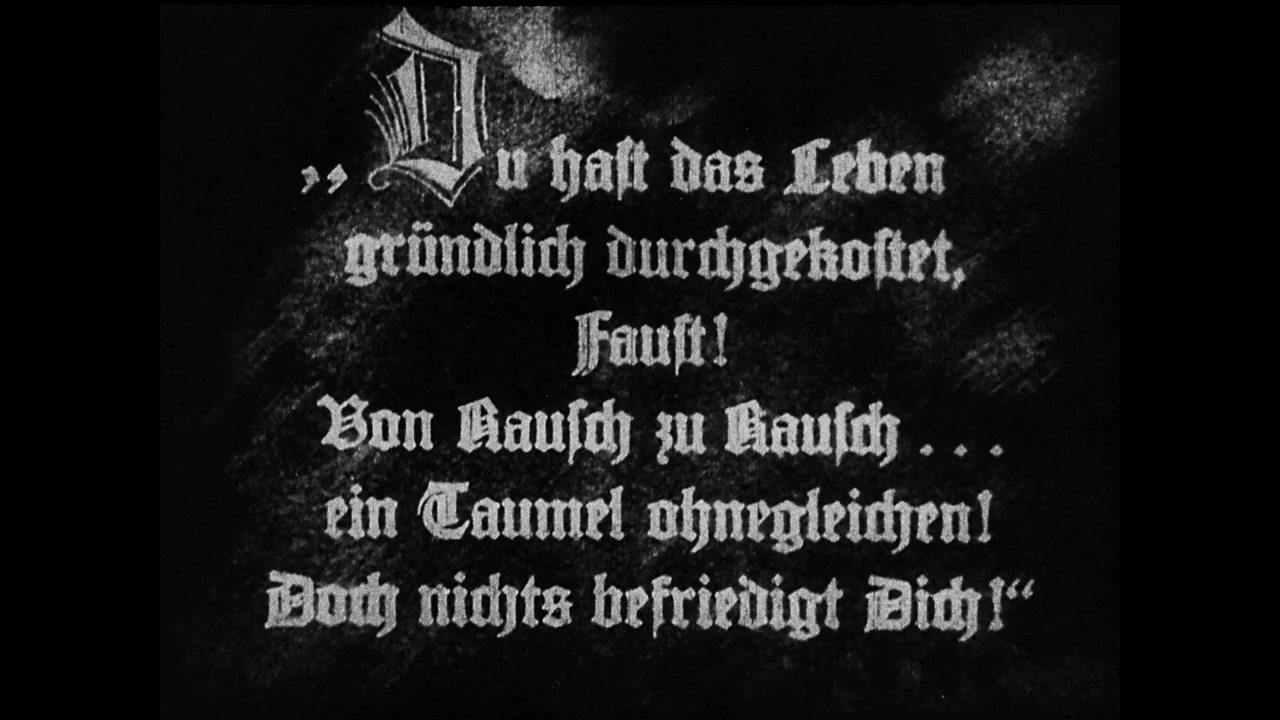 „Du hast das Leben
gründlich durchgekostet,
Faust!
Von Rausch zu Rausch . . .
ein Taumel ohnegleichen!
Doch nichts befriedigt Dich!“